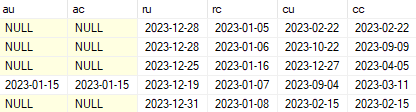 au ac ru rc cu cc
NULL NULL 2023-12-28 2023-01-05 2023-02-22 2023-02-22
NULL NULL 2023-12-28 2023-01-06 2023-10-22 2023-09-09
NULL NULL 2023-12-25 2023-01-16 2023-12-27 2023-04-05
2023-01-15 2023-01-15 2023-12-19 2023-01-07 2023-09-04 2023-03-11
NULL NULL 2023-12-31 2023-01-08 2023-02-15 2023-02-15